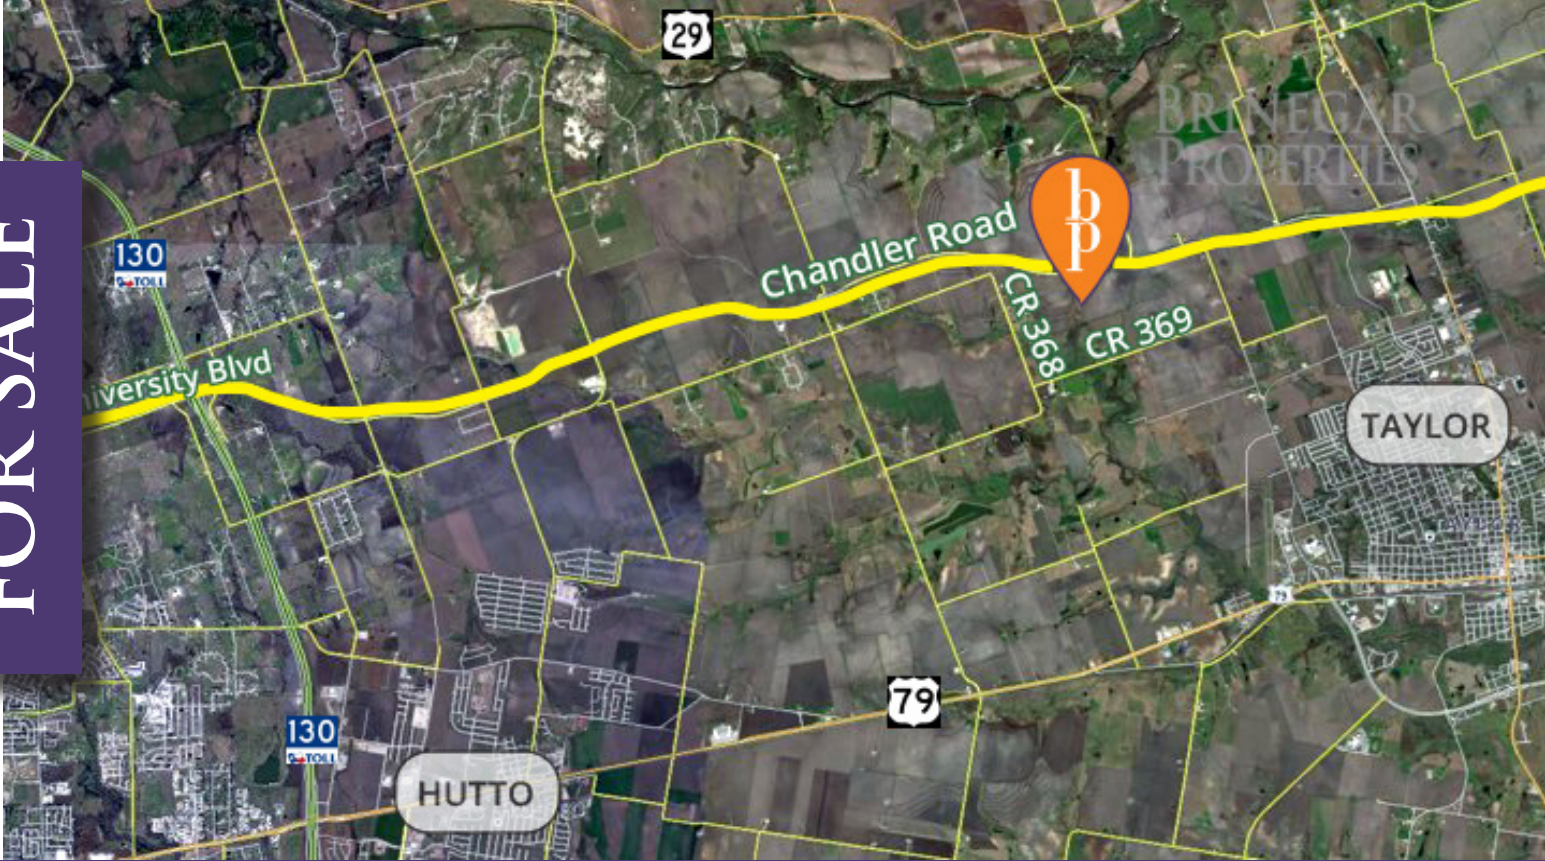 29
BRINEGAR
PROPERTIES
b
p
Chandler Road
130
TOLL
CR 368
CR 369
University Blvd
FOR SALE
TAYLOR
79
79
130
TOLL
HUTTO